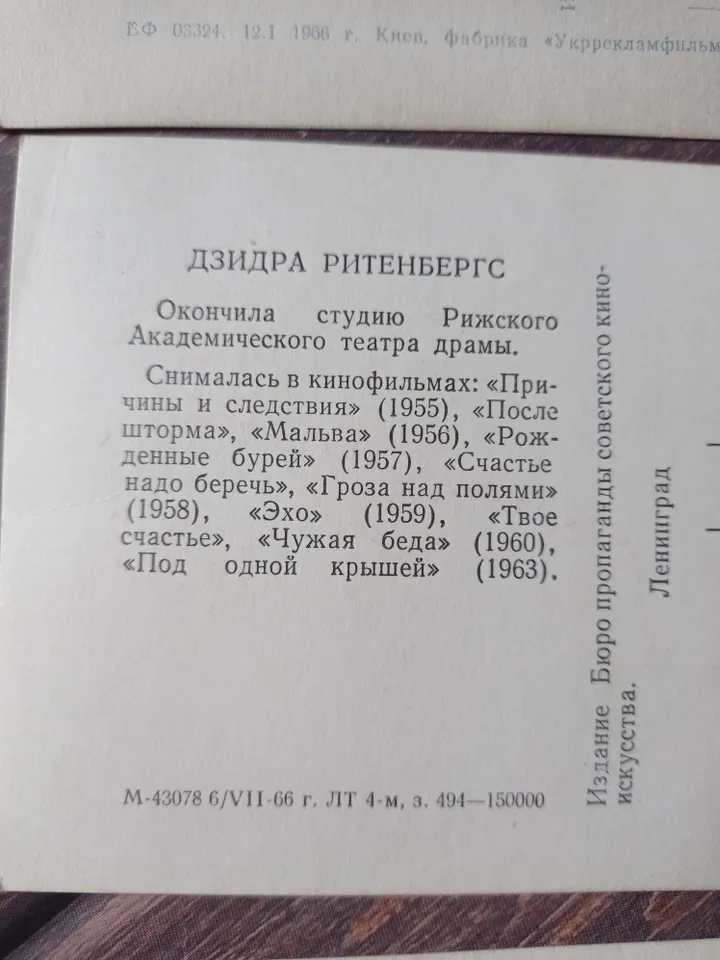 ЕФ 03324. 12.I 1966 г. Киев, фабрика «Укррекламфильм
ДЗИДРА РИТЕНБЕРГС
Окончила студию Рижского
Академического театра драмы.
Снималась в кинофильмах: «При-
чины и следствия» (1955), «После
шторма», «Мальва» (1956), «Рож-
денные бурей» (1957), «Счастье
надо беречь», «Гроза над полями»
(1958), «Эхо» (1959), «Твое
счастье», «Чужая беда» (1960),
«Под одной крышей» (1963).
М-43078 6/VII-66 г. ЛТ 4-м, з. 494—150000
Издание Бюро пропаганды советского кино-
искусства.
Ленинград